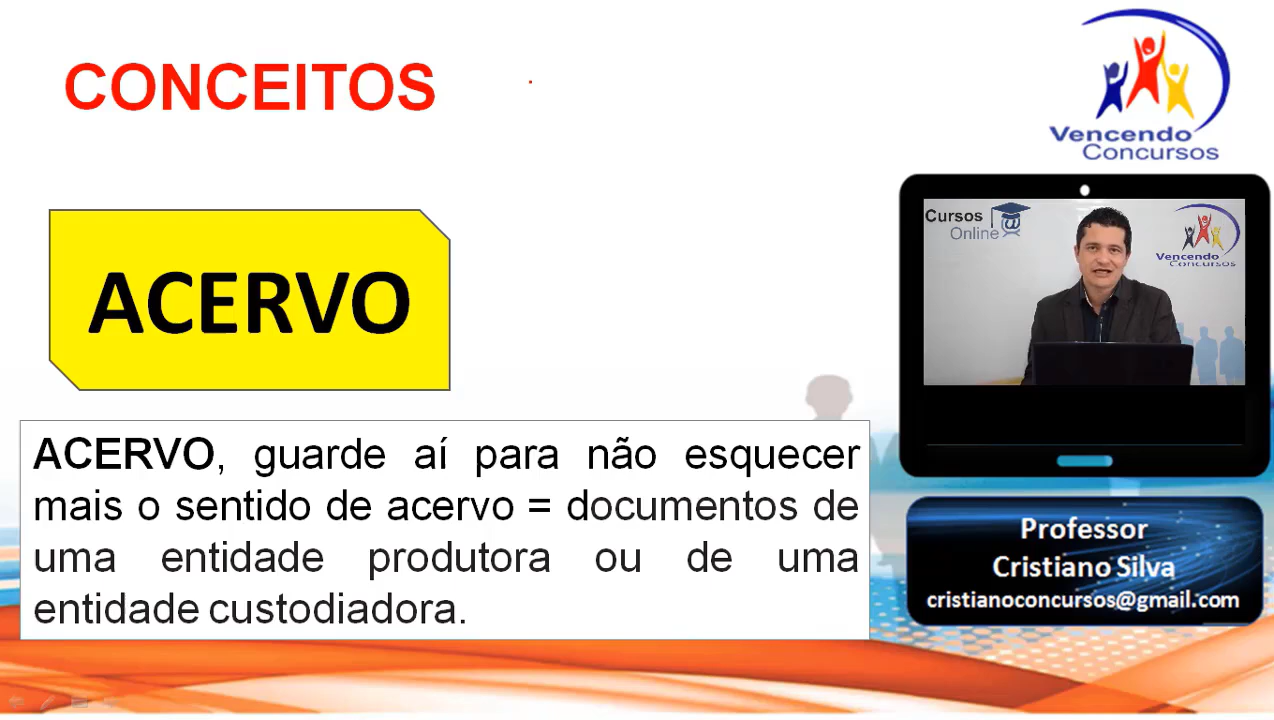 CONCEITOS
Vencendo
Concursos
ACERVO
Cursos
Online
Vencendo
Concursos
ACERVO, guarde aí para não esquecer
mais o sentido de acervo = documentos de
uma entidade produtora ou de uma
entidade custodiadora.
Professor
Cristiano Silva
cristianoconcursos@gmail.com